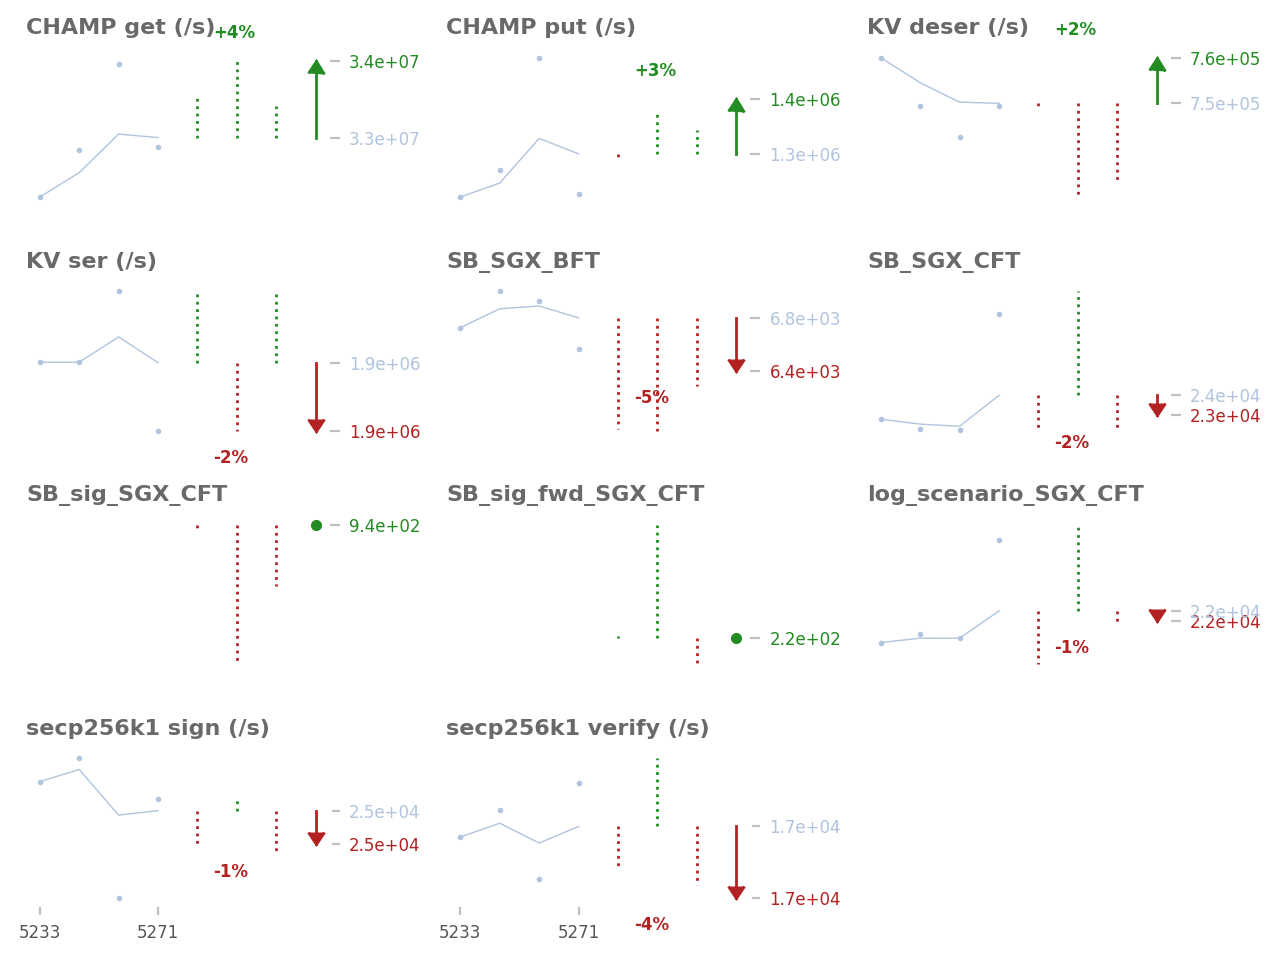 CHAMP get (/s)
+4%
3.4e+07
3.3e+07
CHAMP put (/s)
+3%
1.4e+06
1.3e+06
KV deser (/s)
+2%
7.6e+05
7.5e+05
KV ser (/s)
1.9e+06
1.9e+06
-2%
SB_SGX_BFT
6.8e+03
6.4e+03
-5%
SB_SGX_CFT
2.4e+04
2.3e+04
-2%
SB_sig_SGX_CFT
9.4e+02
SB_sig_fwd_SGX_CFT
2.2e+02
log_scenario_SGX_CFT
2.2e+04
2.2e+04
-1%
secp256k1 sign (/s)
2.5e+04
2.5e+04
-1%
5233
5271
secp256k1 verify (/s)
1.7e+04
1.7e+04
-4%
5233
5271